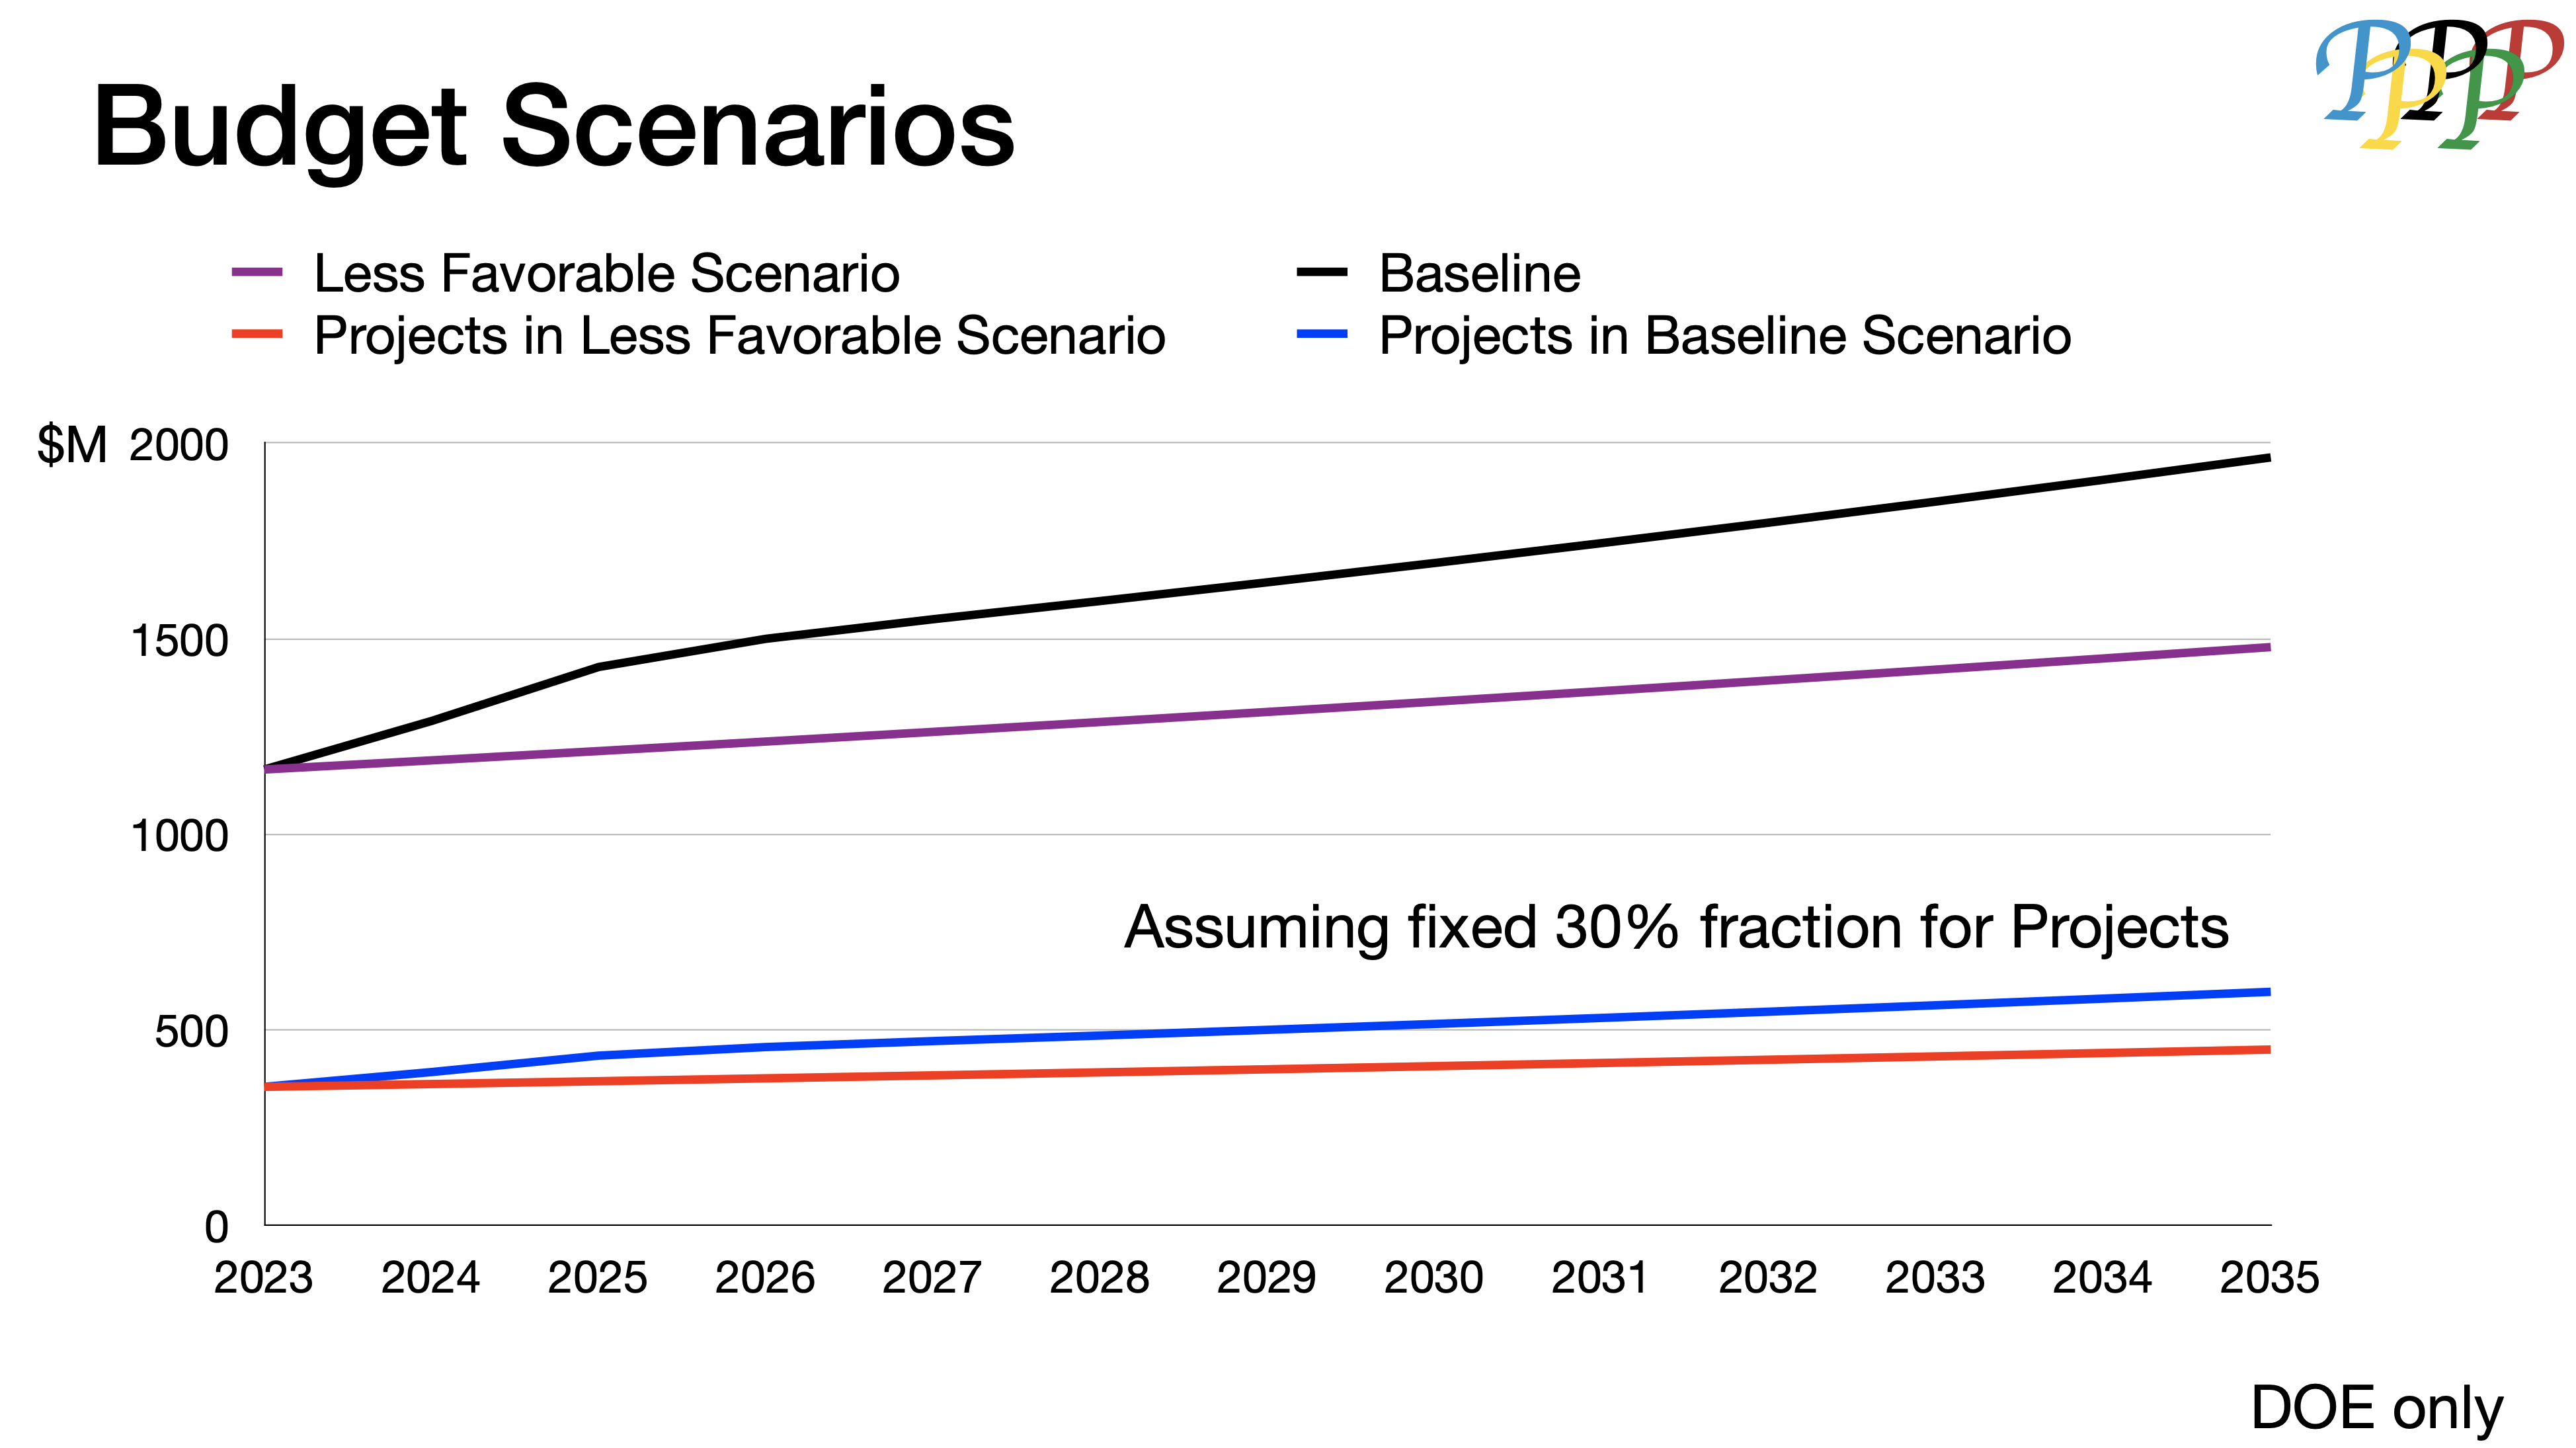 PPPPP
Budget Scenarios
Less Favorable Scenario
Baseline
Projects in Less Favorable Scenario
Projects in Baseline Scenario
$M
2000
1500
1000
Assuming fixed 30% fraction for Projects
500
0
2023 2024 2025 2026 2027 2028 2029 2030 2031 2032 2033 2034 2035
DOE only